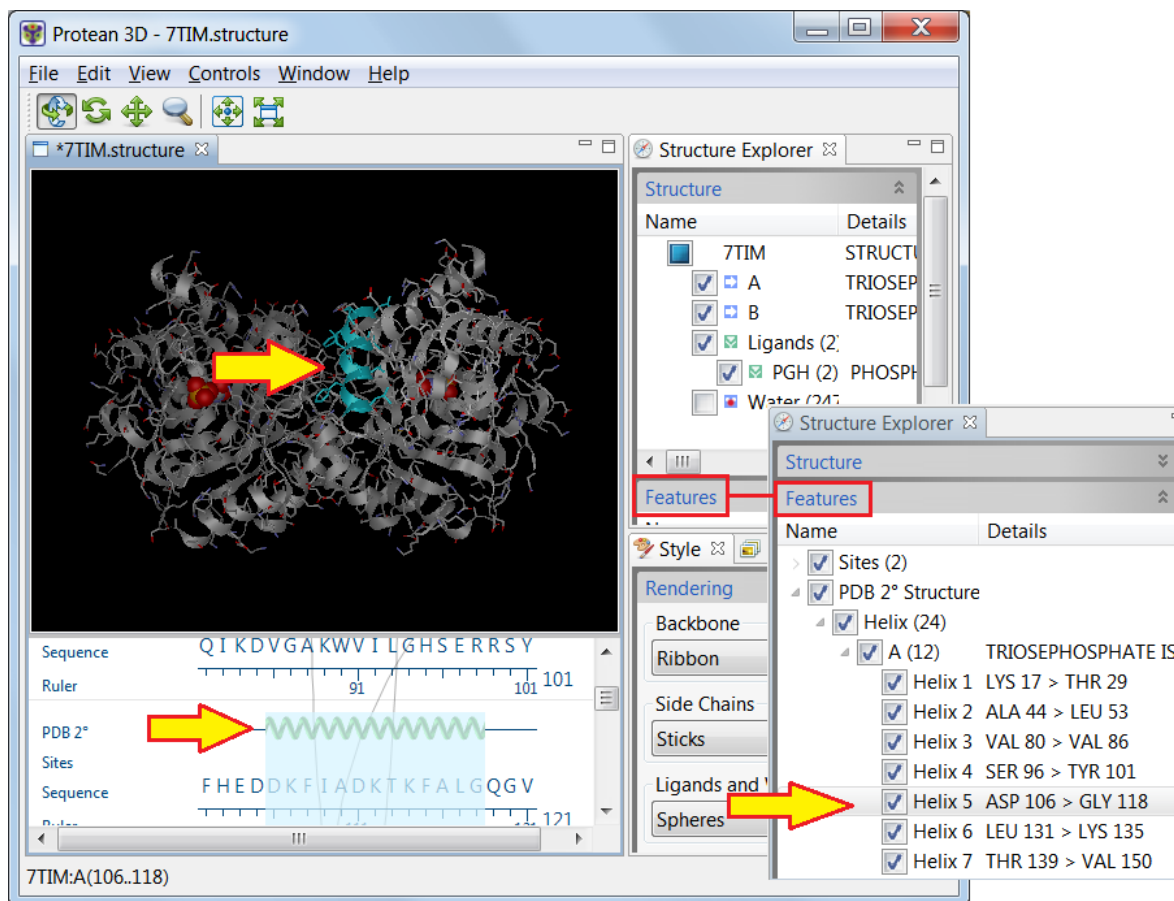 Protean 3D - 7TIM.structure
File Edit View Controls Window Help
*7TIM.structure
Structure Explorer
Structure
Name Details
7TIM STRUCTU
A TRIOSEP
B TRIOSEP
Ligands (2)
PGH (2) PHOSPH
Water (247
Features
Style
Rendering
Backbone
Ribbon
Side Chains
Sticks
Ligands and
Spheres
Sequence QIKDVGAKWVILGHSERRSY
Ruler 91 101 101
PDB 2°
Sites
Sequence FHEDDKFIADKTKFALGQGV
121
7TIM:A(106..118)
Structure Explorer
Structure
Features
Name Details
Sites (2)
PDB 2° Structure
Helix (24)
A (12) TRIOSEPHOSPHATE IS
Helix 1 LYS 17 > THR 29
Helix 2 ALA 44 > LEU 53
Helix 3 VAL 80 > VAL 86
Helix 4 SER 96 > TYR 101
Helix 5 ASP 106 > GLY 118
Helix 6 LEU 131 > LYS 135
Helix 7 THR 139 > VAL 150